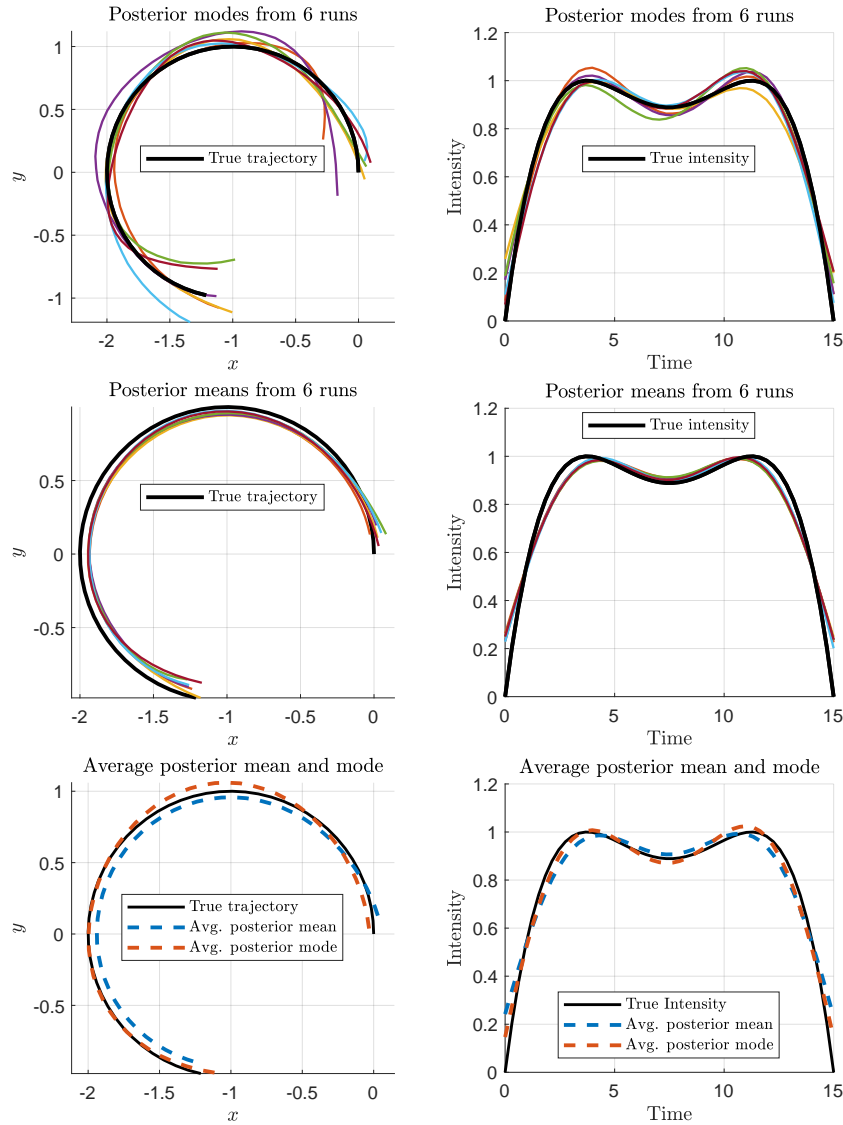 Posterior modes from 6 runs
1
0.5
0
-0.5
-1
y
True trajectory
-2
-1.5
-1
-0.5
0
x
Posterior modes from 6 runs
1.2
1
0.8
0.6
0.4
0.2
0
Intensity
True intensity
0
5
10
15
Time
Posterior means from 6 runs
0.5
0
-0.5
y
True trajectory
-2
-1.5
-1
-0.5
0
x
Posterior means from 6 runs
1.2
1
0.8
0.6
0.4
0.2
0
Intensity
True intensity
0
5
10
15
Time
Average posterior mean and mode
1
0.5
0
-0.5
y
True trajectory
Avg. posterior mean
Avg. posterior mode
-2
-1.5
-1
-0.5
0
x
Average posterior mean and mode
1.2
1
0.8
0.6
0.4
0.2
0
Intensity
True Intensity
Avg. posterior mean
Avg. posterior mode
0
5
10
15
Time